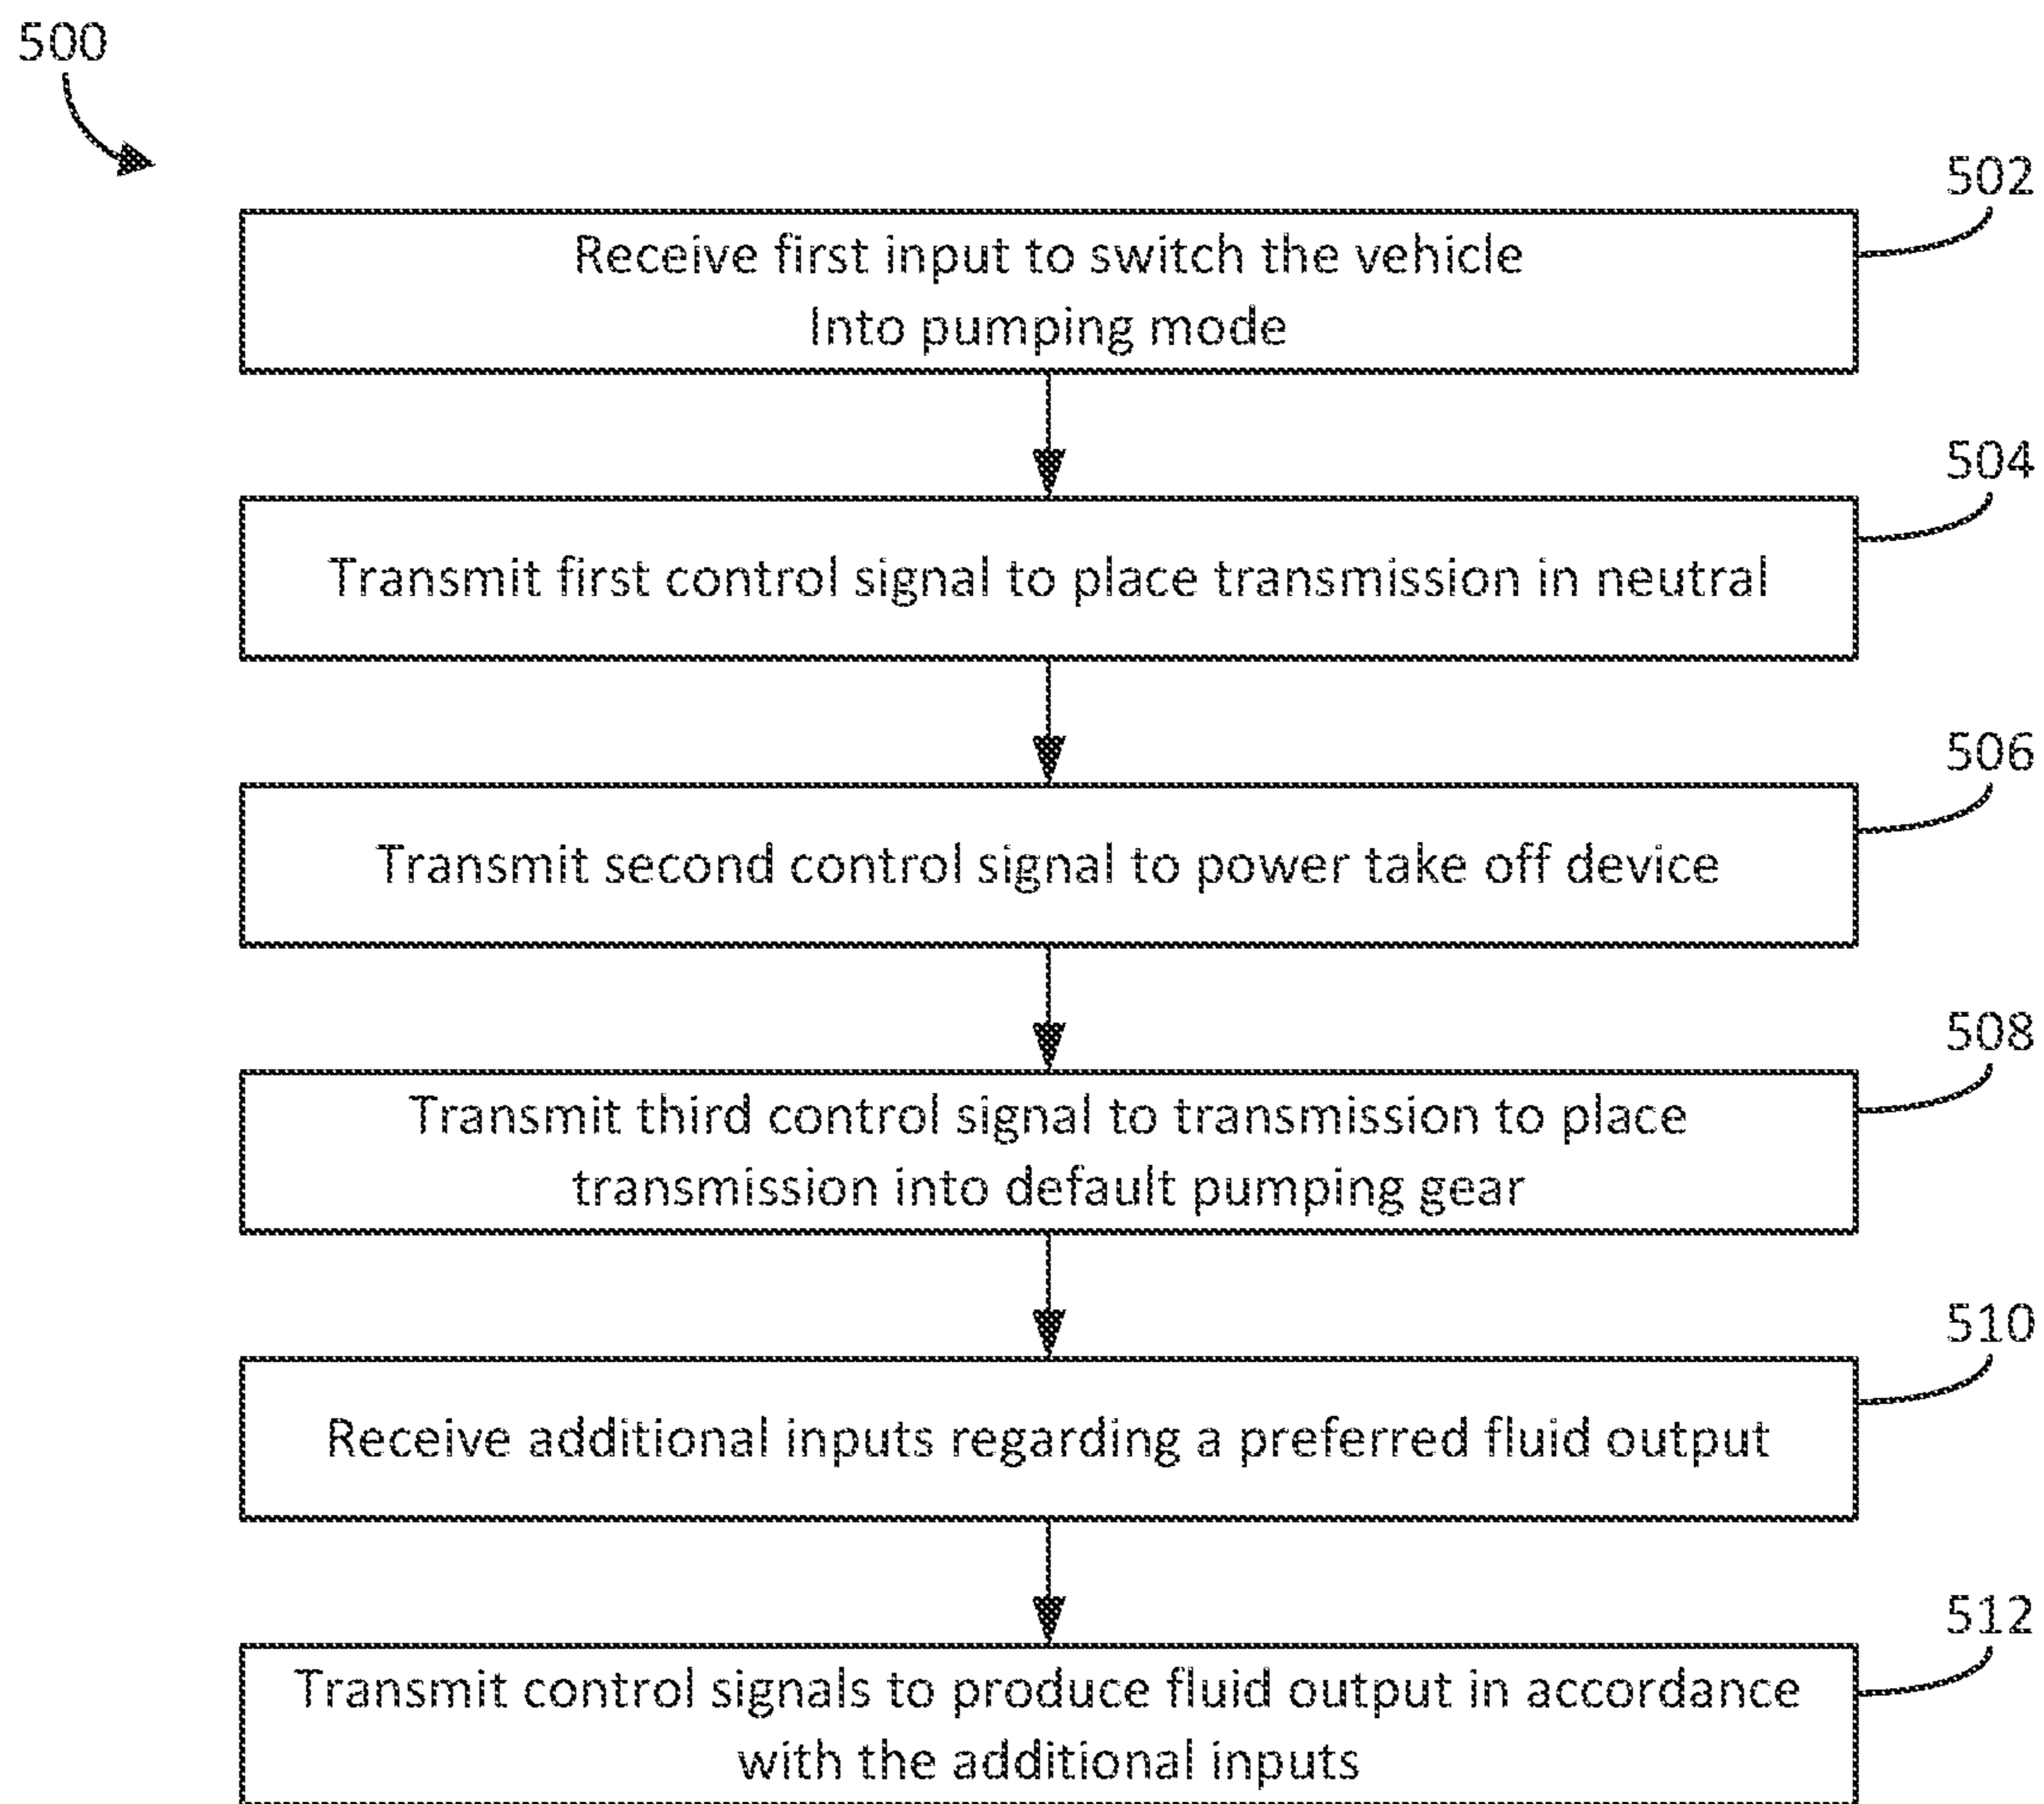 500
502
Receive first input to switch the vehicle
Into pumping mode
504
Transmit first control signal to place transmission in neutral
506
Transmit second control signal to power take off device
508
Transmit third control signal to transmission to place
transmission into default pumping gear
510
Receive additional inputs regarding a preferred fluid output
512
Transmit control signals to produce fluid output in accordance
with the additional inputs